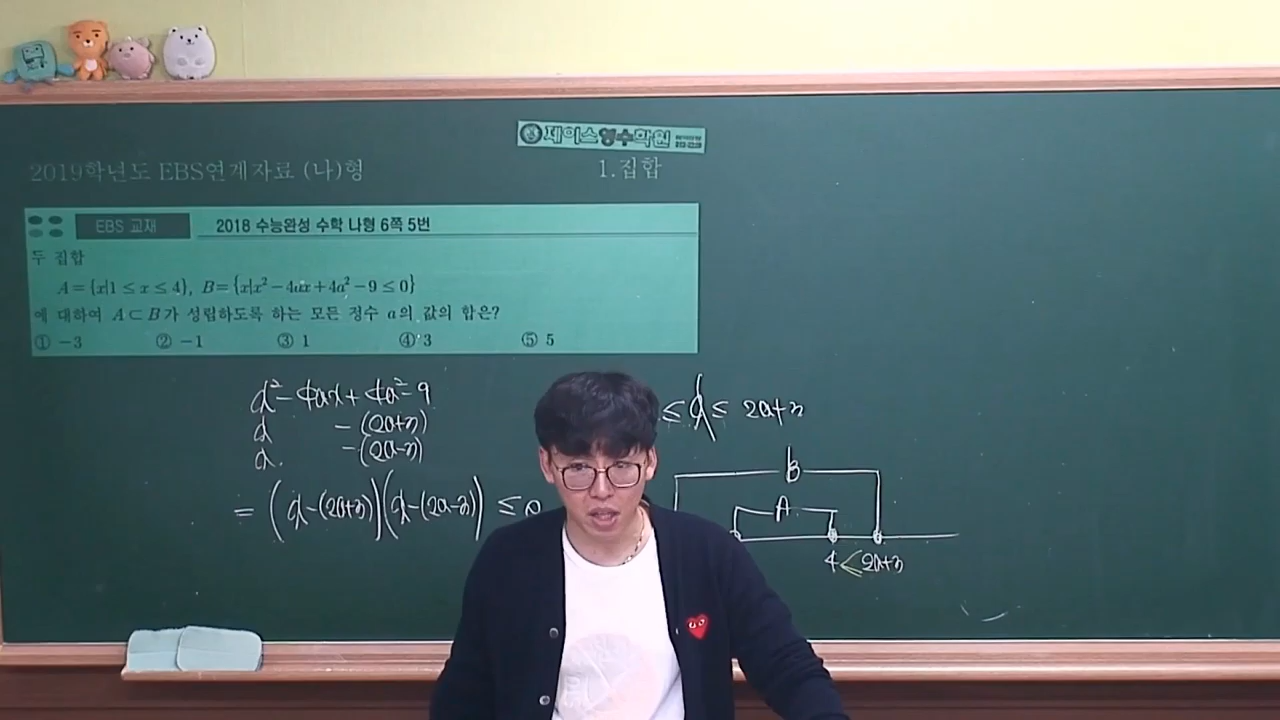 제이스영수학원
2019학년도 EBS연계자료 (나)형
1.집합
EBS 교재 2018 수능완성 수학 나형 6쪽 5번
두 집합
A={x|1≤x≤4}, B={x|x²-4ax+4a²-9≤0}
에 대하여 A⊂B가 성립하도록 하는 모든 정수 a의 값의 합은?
① -3 ② -1 ③ 1 ④ 3 ⑤ 5
x²-4ax+4a²-9
x -(2a+3)
x -(2a-3)
=(x-(2a+3))(x-(2a-3)) ≤0
≤x≤ 2a+3
B
A
4<2a+3